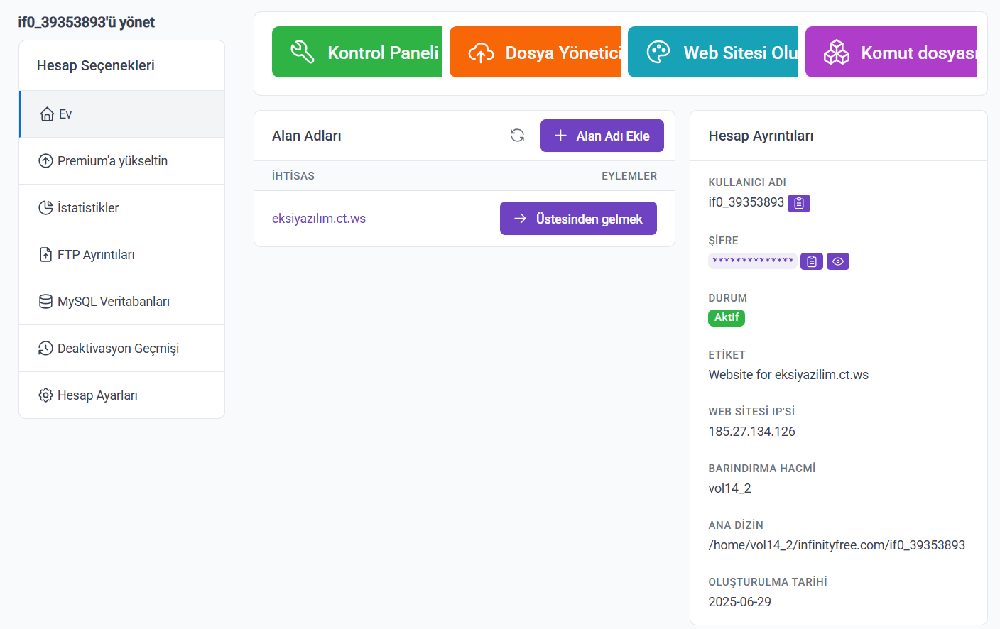 if0_39353893'ü yönet
Hesap Seçenekleri
Ev
Premium'a yükseltin
İstatistikler
FTP Ayrıntıları
MySQL Veritabanları
Deaktivasyon Geçmişi
Hesap Ayarları
Kontrol Paneli
Dosya Yönetici
Web Sitesi Olu
Komut dosyası
Alan Adları
Alan Adı Ekle
İHTİSAS
EYLEMLER
eksiyazılım.ct.ws
Üstesinden gelmek
Hesap Ayrıntıları
KULLANICI ADI
if0_39353893
ŞİFRE
**************
DURUM
Aktif
ETİKET
Website for eksiyazilim.ct.ws
WEB SİTESİ IP'Sİ
185.27.134.126
BARINDIRMA HACMİ
vol14_2
ANA DİZİN
/home/vol14_2/infinityfree.com/if0_39353893
OLUŞTURULMA TARİHİ
2025-06-29